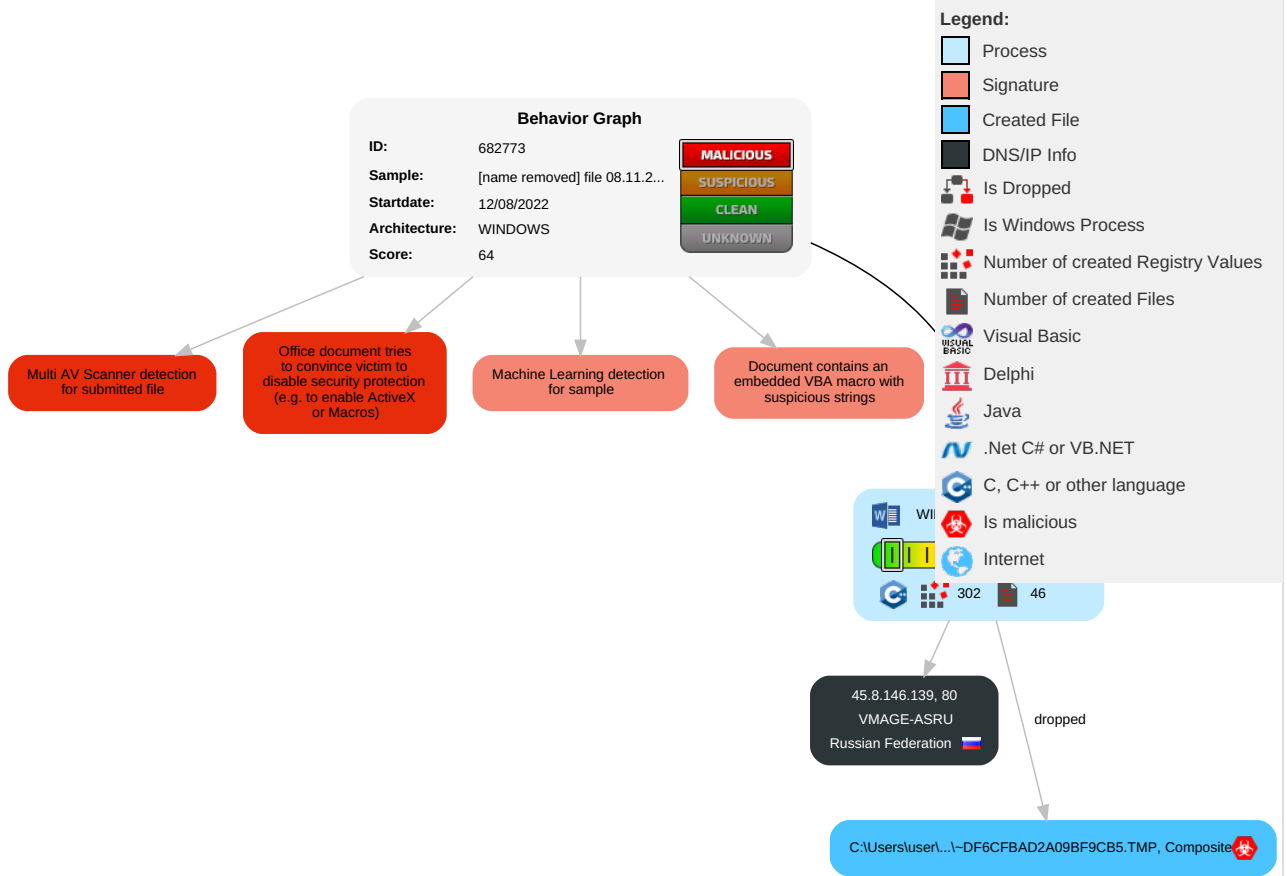 Legend:
Process
Signature
Created File
DNS/IP Info
Is Dropped
Is Windows Process
Number of created Registry Values
Number of created Files
VISUAL BASIC
Visual Basic
Delphi
Java
.Net C# or VB.NET
C, C++ or other language
Is malicious
Internet
Behavior Graph
ID: 682773
Sample: [name removed] file 08.11.2...
Startdate: 12/08/2022
Architecture: WINDOWS
Score: 64
MALICIOUS
SUSPICIOUS
CLEAN
UNKNOWN
Multi AV Scanner detection
for submitted file
Office document tries
to convince victim to
disable security protection
(e.g. to enable ActiveX
or Macros)
Machine Learning detection
for sample
Document contains an
embedded VBA macro with
suspicious strings
302 46
45.8.146.139, 80
VMAGE-ASRU
Russian Federation
dropped
C:\Users\user\...\~DF6CFBAD2A09BF9CB5.TMP, Composite